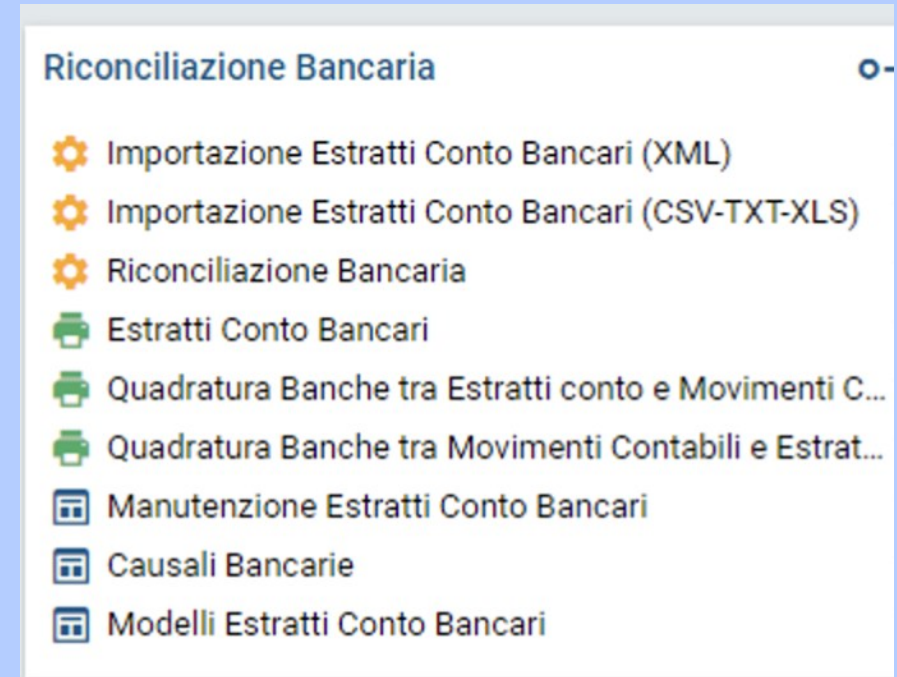 Riconciliazione Bancaria
Importazione Estratti Conto Bancari (XML)
Importazione Estratti Conto Bancari (CSV-TXT-XLS)
Riconciliazione Bancaria
Estratti Conto Bancari
Quadratura Banche tra Estratti conto e Movimenti C...
Quadratura Banche tra Movimenti Contabili e Estrat...
Manutenzione Estratti Conto Bancari
Causali Bancarie
Modelli Estratti Conto Bancari